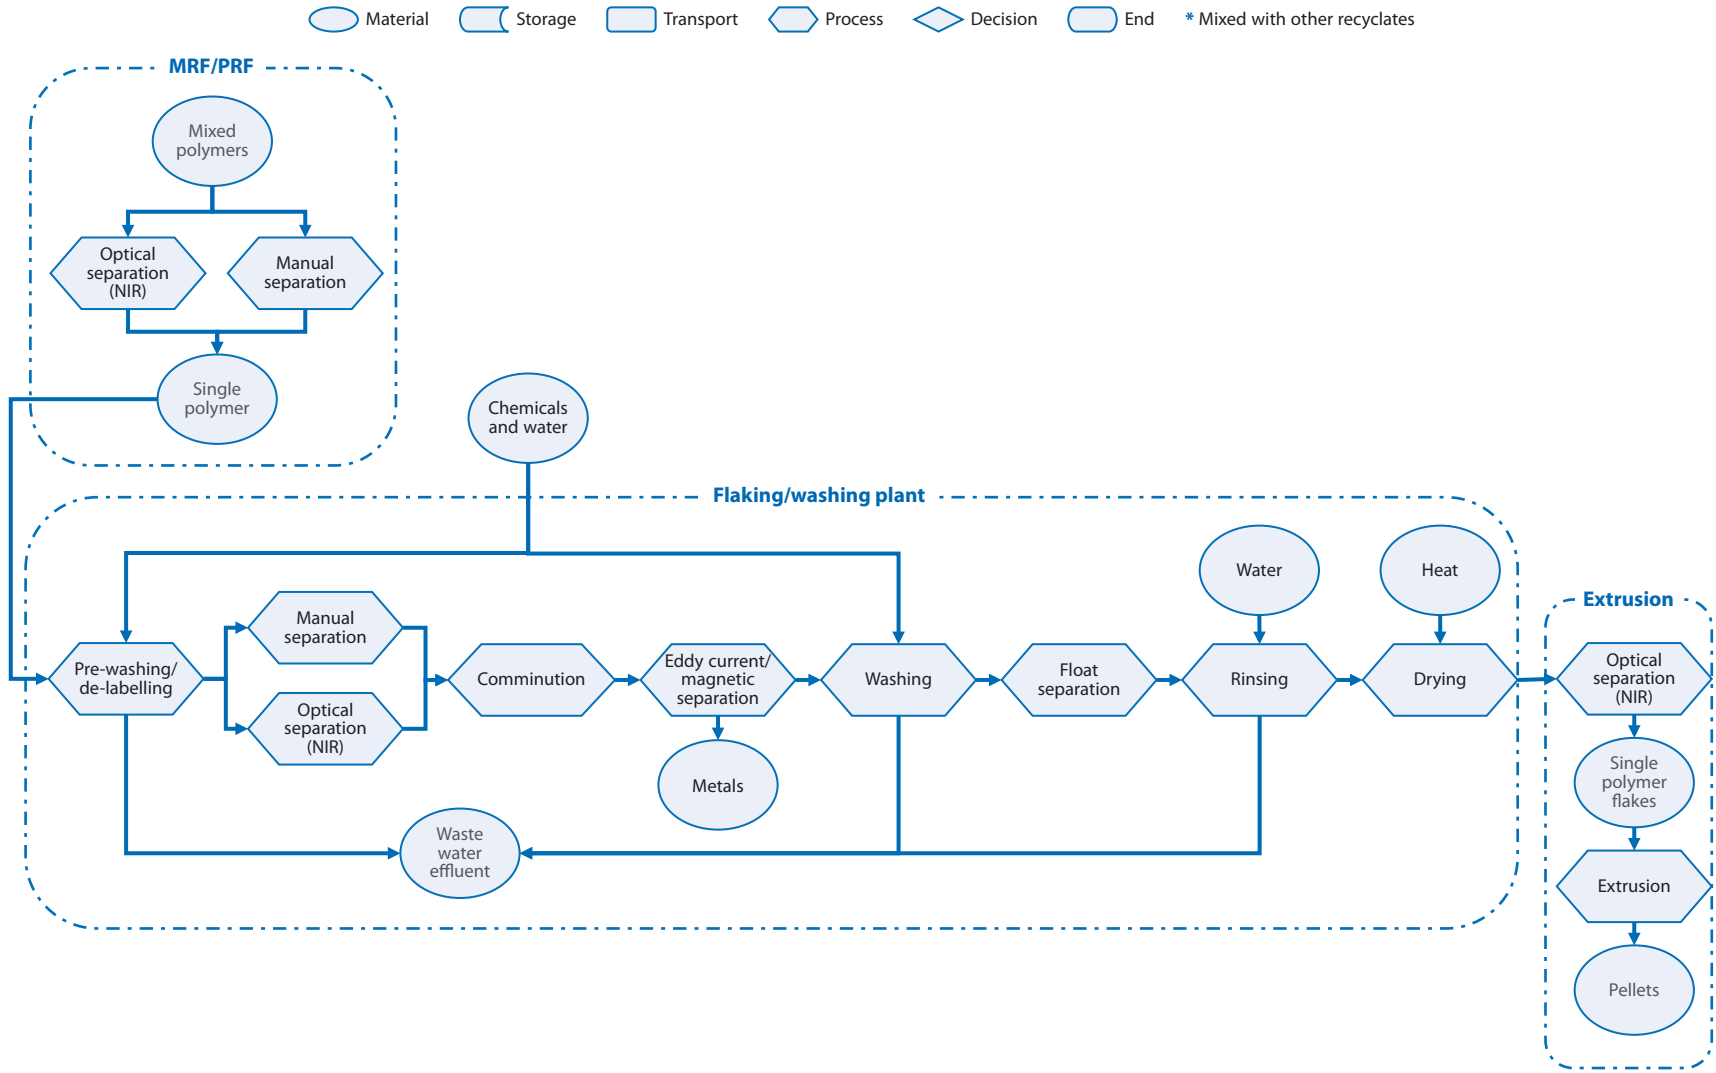 Material
Storage
Transport
Process
Decision
End
* Mixed with other recyclates
MRF/PRF
Mixed
polymers
Optical
separation
(NIR)
Manual
separation
Single
polymer
Chemicals
and water
Flaking/washing plant
Water
Heat
Extrusion
Pre-washing/
de-labelling
Manual
separation
Optical
separation
(NIR)
Comminution
Eddy current/
magnetic
separation
Washing
Float
separation
Rinsing
Drying
Optical
separation
(NIR)
Metals
Waste
water
effluent
Single
polymer
flakes
Extrusion
Pellets